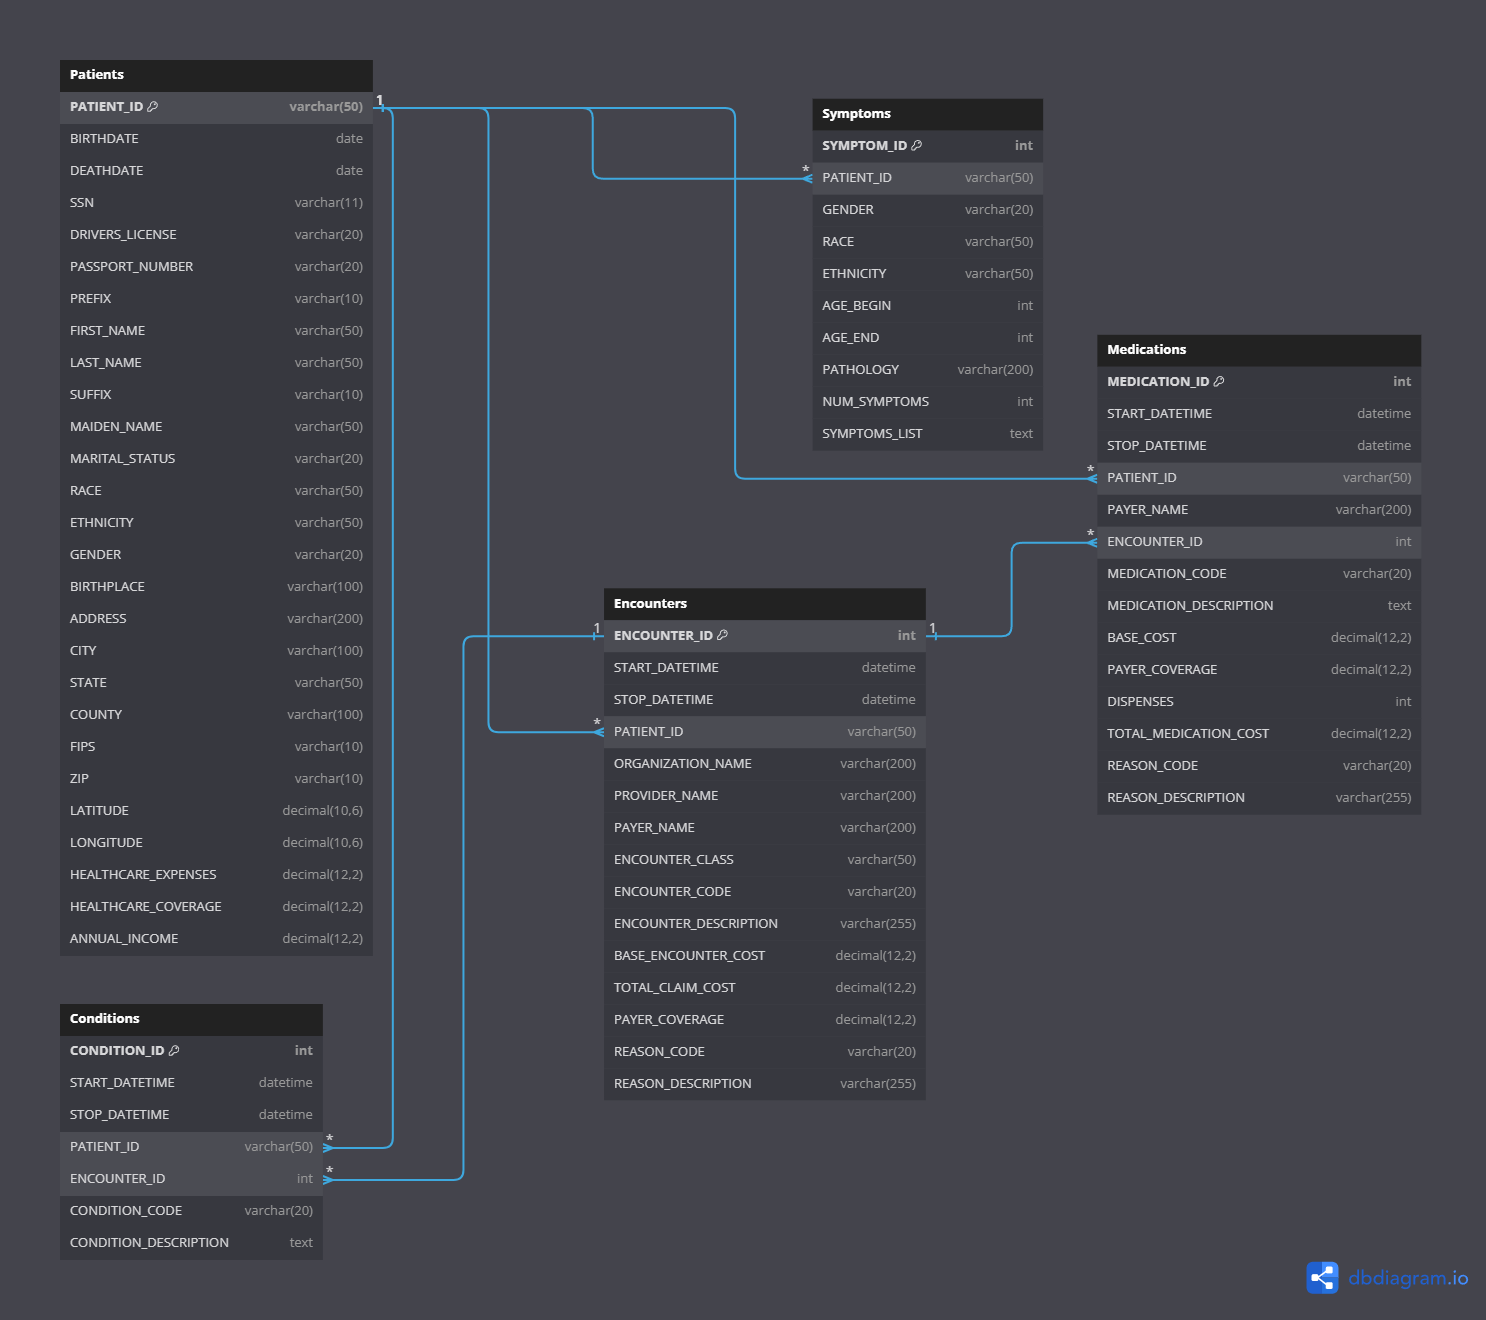 Patients
PATIENT_ID varchar(50) 1
BIRTHDATE date
DEATHDATE date
SSN varchar(11)
DRIVERS_LICENSE varchar(20)
PASSPORT_NUMBER varchar(20)
PREFIX varchar(10)
FIRST_NAME varchar(50)
LAST_NAME varchar(50)
SUFFIX varchar(10)
MAIDEN_NAME varchar(50)
MARITAL_STATUS varchar(20)
RACE varchar(50)
ETHNICITY varchar(50)
GENDER varchar(20)
BIRTHPLACE varchar(100)
ADDRESS varchar(200)
CITY varchar(100)
STATE varchar(50)
COUNTY varchar(100)
FIPS varchar(10)
ZIP varchar(10)
LATITUDE decimal(10,6)
LONGITUDE decimal(10,6)
HEALTHCARE_EXPENSES decimal(12,2)
HEALTHCARE_COVERAGE decimal(12,2)
ANNUAL_INCOME decimal(12,2)
Symptoms
SYMPTOM_ID int
* PATIENT_ID varchar(50)
GENDER varchar(20)
RACE varchar(50)
ETHNICITY varchar(50)
AGE_BEGIN int
AGE_END int
PATHOLOGY varchar(200)
NUM_SYMPTOMS int
SYMPTOMS_LIST text
Medications
MEDICATION_ID int
START_DATETIME datetime
STOP_DATETIME datetime
* PATIENT_ID varchar(50)
PAYER_NAME varchar(200)
* ENCOUNTER_ID int
MEDICATION_CODE varchar(20)
MEDICATION_DESCRIPTION text
BASE_COST decimal(12,2)
PAYER_COVERAGE decimal(12,2)
DISPENSES int
TOTAL_MEDICATION_COST decimal(12,2)
REASON_CODE varchar(20)
REASON_DESCRIPTION varchar(255)
Encounters
1 ENCOUNTER_ID int 1
START_DATETIME datetime
STOP_DATETIME datetime
* PATIENT_ID varchar(50)
ORGANIZATION_NAME varchar(200)
PROVIDER_NAME varchar(200)
PAYER_NAME varchar(200)
ENCOUNTER_CLASS varchar(50)
ENCOUNTER_CODE varchar(20)
ENCOUNTER_DESCRIPTION varchar(255)
BASE_ENCOUNTER_COST decimal(12,2)
TOTAL_CLAIM_COST decimal(12,2)
PAYER_COVERAGE decimal(12,2)
REASON_CODE varchar(20)
REASON_DESCRIPTION varchar(255)
Conditions
CONDITION_ID int
START_DATETIME datetime
STOP_DATETIME datetime
PATIENT_ID varchar(50) *
ENCOUNTER_ID int *
CONDITION_CODE varchar(20)
CONDITION_DESCRIPTION text
dbdiagram.io